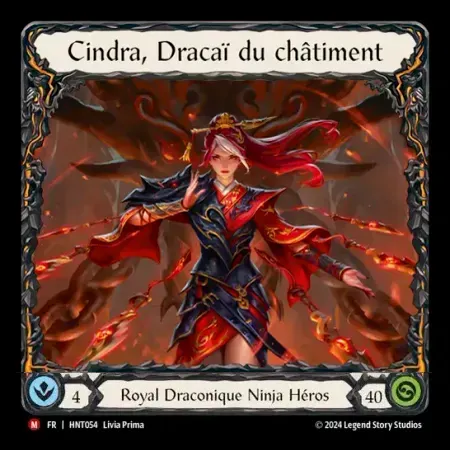 Cindra, Dracaï du châtiment
4
Royal Draconique Ninja Héros
40
M FR | HNT054 Livia Prima
© 2024 Legend Story Studios